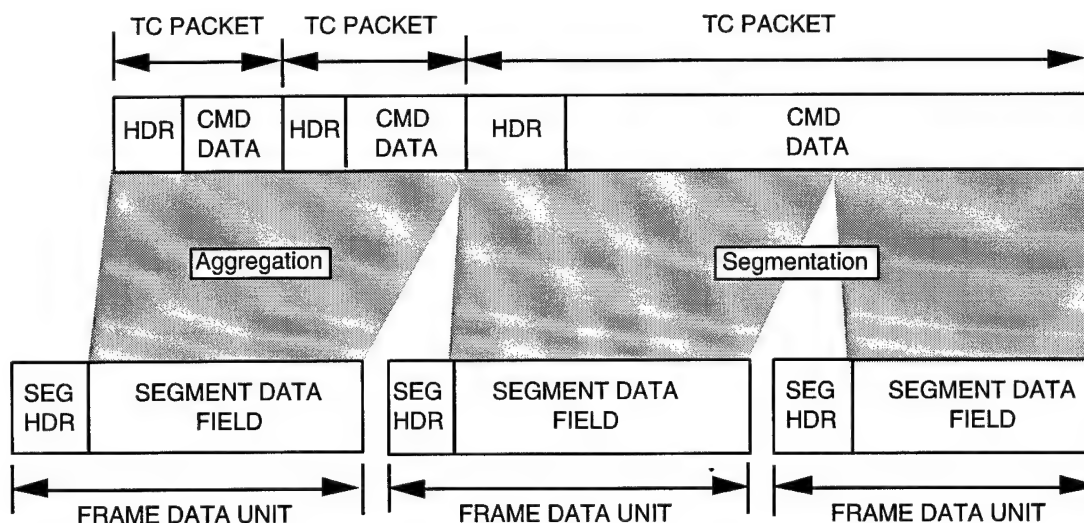 TC PACKET TC PACKET TC PACKET
HDR CMD DATA HDR CMD DATA HDR CMD DATA
Aggregation Segmentation
SEG HDR SEGMENT DATA FIELD SEG HDR SEGMENT DATA FIELD SEG HDR SEGMENT DATA FIELD
FRAME DATA UNIT FRAME DATA UNIT FRAME DATA UNIT